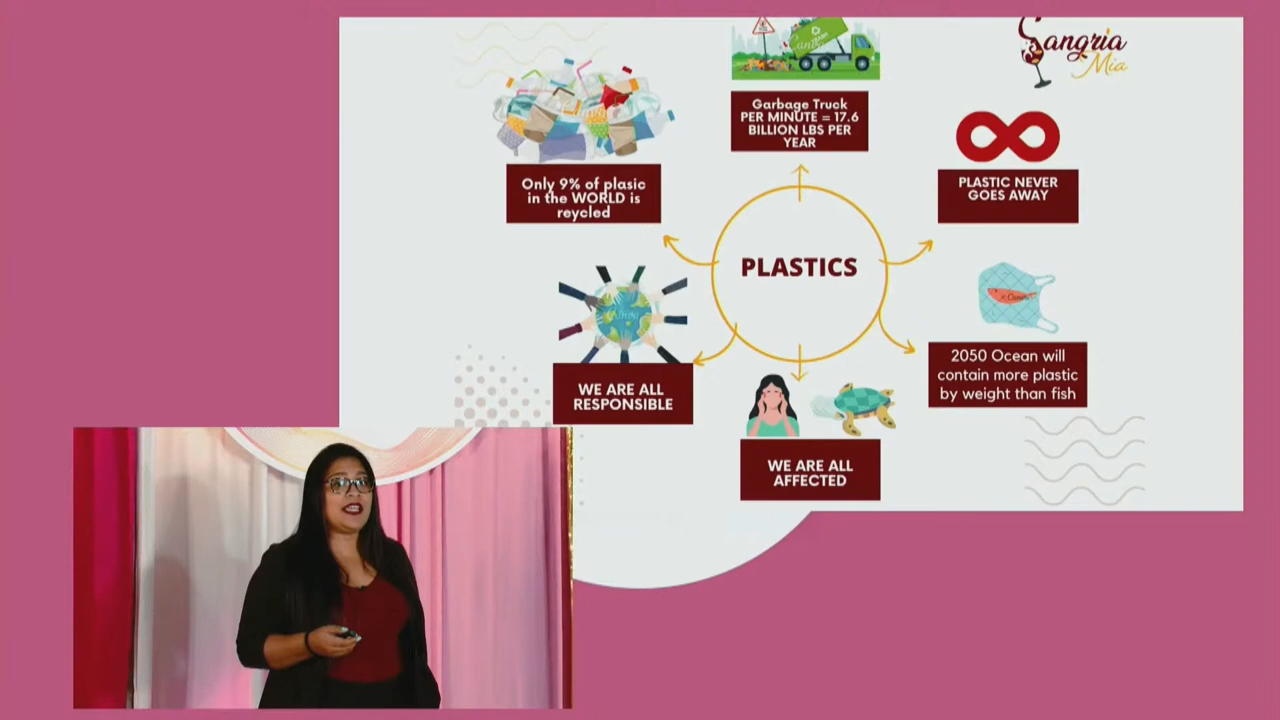 Sangria
Mia
Garbage Truck
PER MINUTE = 17.6
BILLION LBS PER
YEAR
Only 9% of plasic
in the WORLD is
reycled
PLASTIC NEVER
GOES AWAY
PLASTICS
2050 Ocean will
contain more plastic
by weight than fish
WE ARE ALL
RESPONSIBLE
WE ARE ALL
AFFECTED